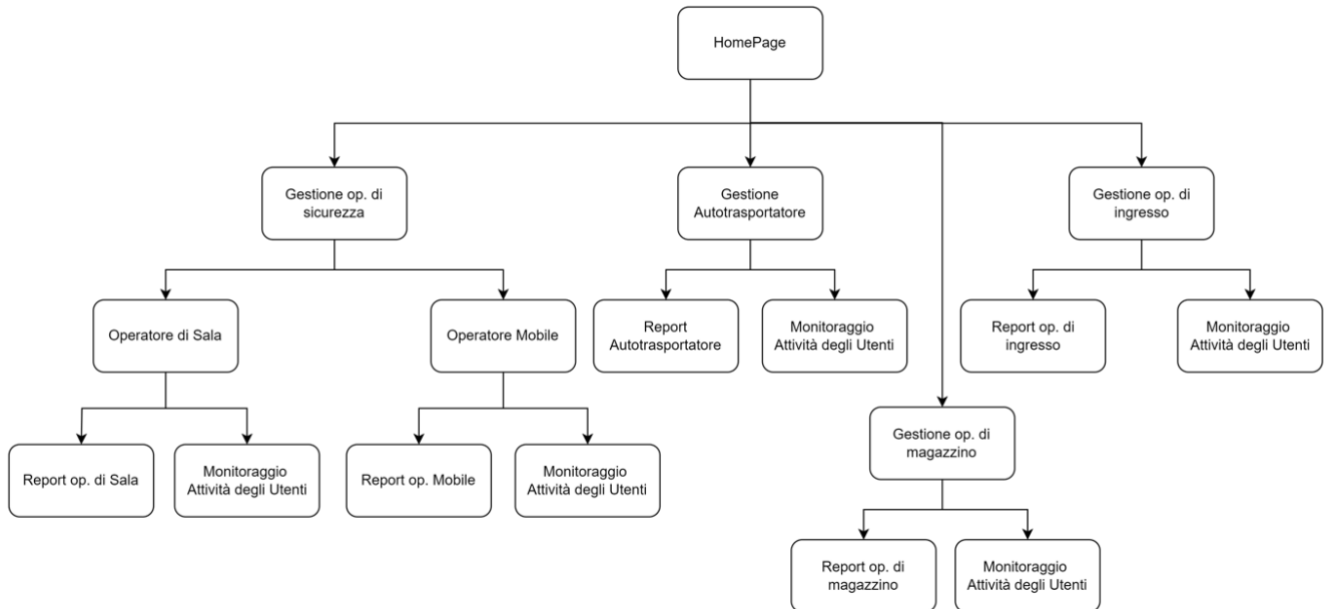 HomePage
Gestione op. di
sicurezza
Gestione
Autotrasportatore
Gestione op. di
ingresso
Operatore di Sala
Operatore Mobile
Report
Autotrasportatore
Monitoraggio
Attività degli Utenti
Report op. di
ingresso
Monitoraggio
Attività degli Utenti
Gestione op. di
magazzino
Report op. di Sala
Monitoraggio
Attività degli Utenti
Report op. Mobile
Monitoraggio
Attività degli Utenti
Report op. di
magazzino
Monitoraggio
Attività degli Utenti